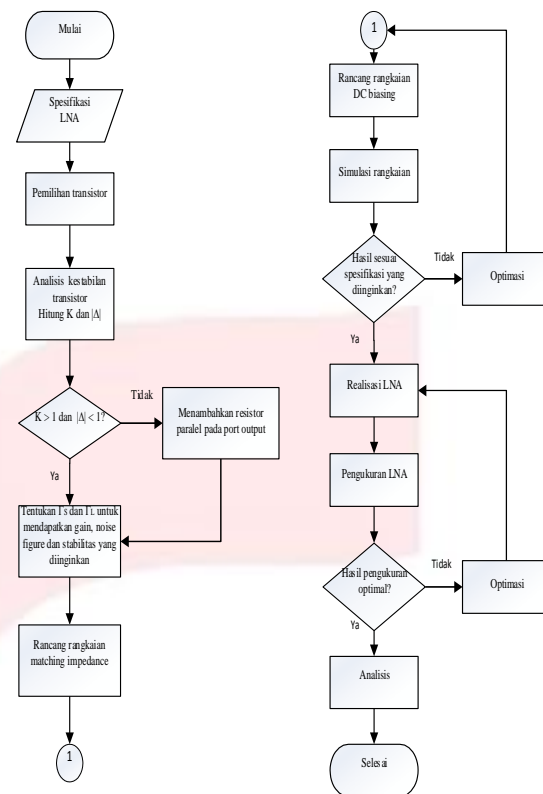 Mulai
Spesifikasi
LNA
Pemilihan transistor
Analisis kestabilan
transistor
Hitung K dan |Δ|
K > 1 dan |Δ| < 1?
Tidak
Menambahkan resistor
paralel pada port output
Ya
Tentukan Γs dan ΓL untuk
mendapatkan gain, noise
figure dan stabilitas yang
diinginkan
Rancang rangkaian
matching impedance
1
1
Rancang rangkaian
DC biasing
Simulasi rangkaian
Hasil sesuai
spesifikasi yang
diinginkan?
Tidak
Optimasi
Ya
Realisasi LNA
Pengukuran LNA
Hasil pengukuran
optimal?
Tidak
Optimasi
Ya
Analisis
Selesai